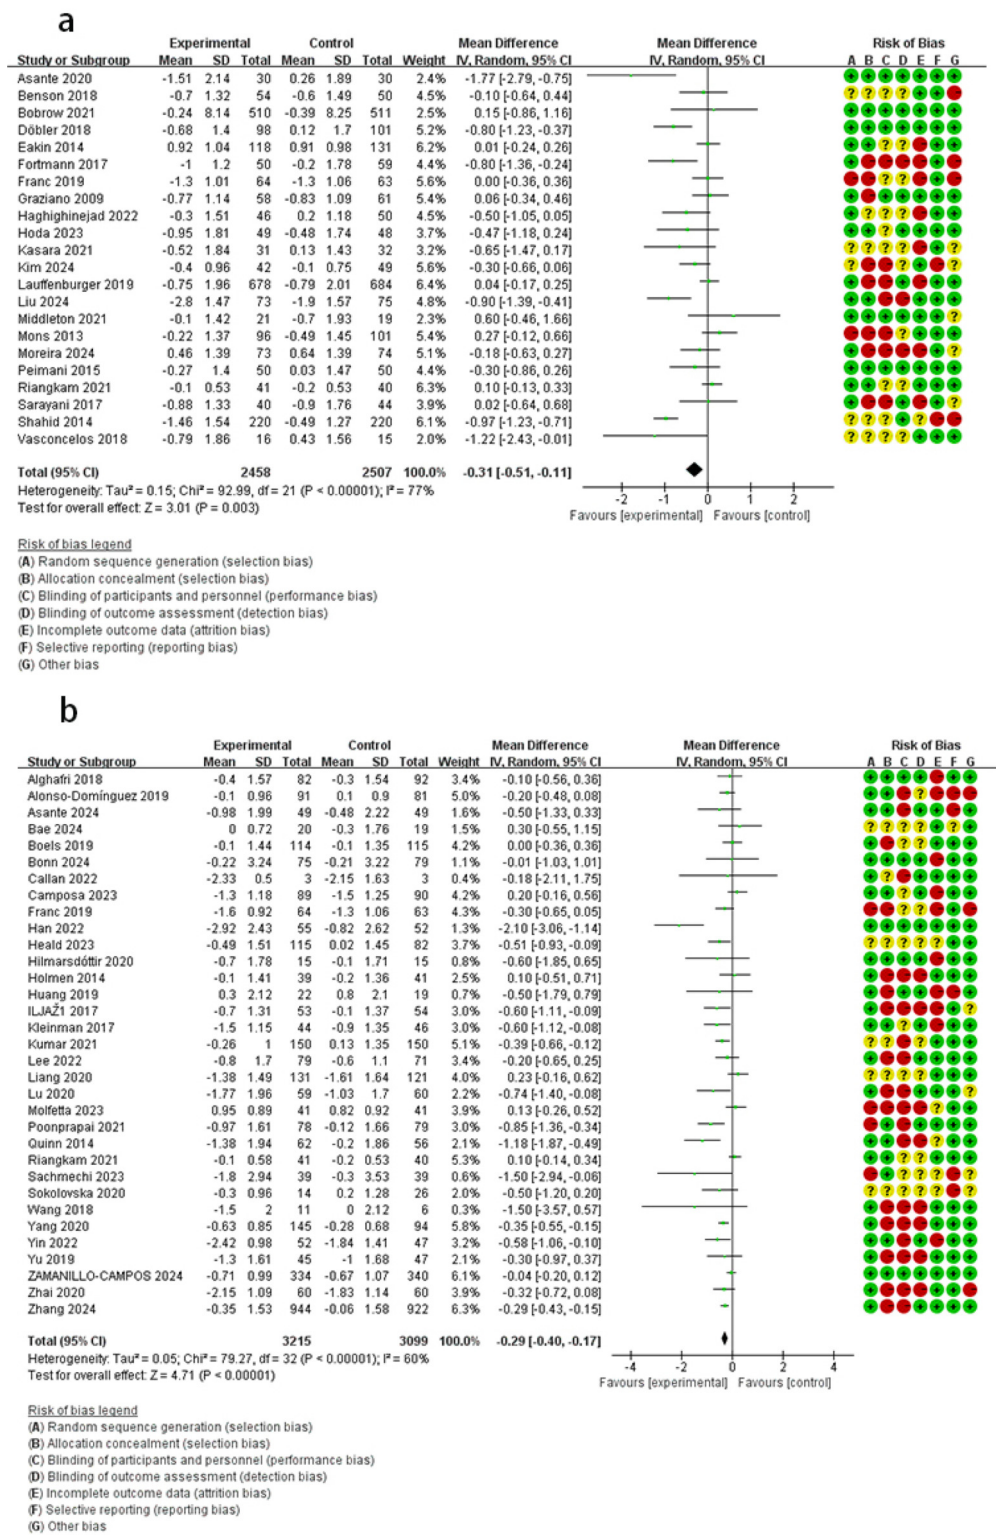 a
Experimental Control Mean Difference Mean Difference Risk of Bias
Study or Subgroup Mean SD Total Mean SD Total Weight IV, Random, 95% CI IV, Random, 95% CI A B C D E F G
Asante 2020 -1.51 2.14 30 0.26 1.89 30 2.4% -1.77 [-2.79, -0.75]
Benson 2018 -0.7 1.32 54 -0.6 1.49 50 4.5% -0.10 [-0.64, 0.44]
Bobrow 2021 -0.24 8.14 510 -0.39 8.25 511 2.5% 0.15 [-0.86, 1.16]
Döbler 2018 -0.68 1.4 98 0.12 1.7 101 5.2% -0.80 [-1.23, -0.37]
Eakin 2014 0.92 1.04 118 0.91 0.98 131 6.2% 0.01 [-0.24, 0.26]
Fortmann 2017 -1 1.2 50 -0.2 1.78 59 4.4% -0.80 [-1.36, -0.24]
Franc 2019 -1.3 1.01 64 -1.3 1.06 63 5.6% 0.00 [-0.36, 0.36]
Graziano 2009 -0.77 1.14 58 -0.83 1.09 61 5.4% 0.06 [-0.34, 0.46]
Haghighinejad 2022 -0.3 1.51 46 0.2 1.18 50 4.5% -0.50 [-1.05, 0.05]
Hoda 2023 -0.95 1.81 49 -0.48 1.74 48 3.6% -0.47 [-1.18, 0.24]
Kasara 2021 -0.52 1.84 31 0.13 1.43 32 3.2% -0.65 [-1.47, 0.17]
Kim 2024 -0.4 0.96 42 -0.1 0.75 49 5.6% -0.30 [-0.66, 0.06]
Lauffenburger 2019 -0.75 1.96 678 -0.79 2.01 684 6.4% 0.04 [-0.17, 0.25]
Liu 2024 -2.8 1.47 73 -1.9 1.57 75 4.8% -0.90 [-1.39, -0.41]
Middleton 2021 -0.1 1.42 21 -0.7 1.93 19 2.3% 0.60 [-0.46, 1.66]
Mons 2013 -0.22 1.37 96 -0.49 1.45 101 5.4% 0.27 [-0.12, 0.66]
Moreira 2024 0.46 1.39 73 0.64 1.39 74 5.1% -0.18 [-0.63, 0.27]
Peimani 2015 -0.27 1.4 50 0.03 1.47 50 4.4% -0.30 [-0.86, 0.26]
Riangkam 2021 -0.1 0.53 41 -0.2 0.53 40 6.3% 0.10 [-0.13, 0.33]
Sarayani 2017 -0.88 1.33 40 -0.9 1.76 44 3.9% 0.02 [-0.64, 0.68]
Shahid 2014 -1.46 1.54 220 -0.49 1.27 220 6.1% -0.97 [-1.23, -0.71]
Vasconcelos 2018 -0.79 1.86 16 0.43 1.56 15 2.0% -1.22 [-2.43, -0.01]
Total (95% CI) 2458 2507 100.0% -0.31 [-0.51, -0.11]
Heterogeneity: Tau² = 0.15; Chi² = 92.99, df = 21 (P < 0.00001); I² = 77%
Test for overall effect: Z = 3.01 (P = 0.003)
-2 -1 0 1 2
Favours [experimental] Favours [control]
Risk of bias legend
(A) Random sequence generation (selection bias)
(B) Allocation concealment (selection bias)
(C) Blinding of participants and personnel (performance bias)
(D) Blinding of outcome assessment (detection bias)
(E) Incomplete outcome data (attrition bias)
(F) Selective reporting (reporting bias)
(G) Other bias
b
Experimental Control Mean Difference Mean Difference Risk of Bias
Study or Subgroup Mean SD Total Mean SD Total Weight IV, Random, 95% CI IV, Random, 95% CI A B C D E F G
Alghafri 2018 -0.4 1.57 82 -0.3 1.54 92 3.4% -0.10 [-0.56, 0.36]
Alonso-Domínguez 2019 -0.1 0.96 91 0.1 0.9 81 5.0% -0.20 [-0.48, 0.08]
Asante 2024 -0.98 1.99 49 -0.48 2.22 49 1.6% -0.50 [-1.33, 0.33]
Bae 2024 0 0.72 20 -0.3 1.76 19 1.5% 0.30 [-0.55, 1.15]
Boels 2019 -0.1 1.44 114 -0.1 1.35 115 4.2% 0.00 [-0.36, 0.36]
Bonn 2024 -0.22 3.24 75 -0.21 3.22 79 1.1% -0.01 [-1.03, 1.01]
Callan 2022 -2.33 0.5 3 -2.15 1.63 3 0.4% -0.18 [-2.11, 1.75]
Camposa 2023 -1.3 1.18 89 -1.5 1.25 90 4.2% 0.20 [-0.16, 0.56]
Franc 2019 -1.6 0.92 64 -1.3 1.06 63 4.3% -0.30 [-0.65, 0.05]
Han 2022 -2.92 2.43 55 -0.82 2.62 52 1.2% -2.10 [-3.06, -1.14]
Heald 2023 -0.49 1.51 115 0.02 1.45 82 3.7% -0.51 [-0.93, -0.09]
Hilmarsdóttir 2020 -0.7 1.78 15 -0.1 1.71 15 0.8% -0.60 [-1.85, 0.65]
Holmen 2014 -0.1 1.41 39 -0.2 1.36 41 2.4% 0.10 [-0.51, 0.71]
Huang 2019 0.3 2.12 22 0.8 2.1 19 0.7% -0.50 [-1.79, 0.79]
ILJAŽ1 2017 -0.7 1.31 53 -0.1 1.37 54 3.1% -0.60 [-1.11, -0.09]
Kleinman 2017 -1.5 1.15 44 -0.9 1.35 46 3.0% -0.60 [-1.12, -0.08]
Kumar 2021 -0.26 1 150 0.13 1.35 150 5.1% -0.39 [-0.66, -0.12]
Lee 2022 -0.8 1.7 79 -0.6 1.1 71 3.5% -0.20 [-0.65, 0.25]
Liang 2020 -1.38 1.49 131 -1.61 1.64 121 4.0% 0.23 [-0.16, 0.62]
Lu 2020 -1.77 1.96 59 -1.03 1.7 60 2.2% -0.74 [-1.40, -0.08]
Molfetta 2023 0.95 0.89 41 0.82 0.92 41 3.9% 0.13 [-0.26, 0.52]
Poonprapai 2021 -0.97 1.61 78 -0.12 1.66 79 3.1% -0.85 [-1.36, -0.34]
Quinn 2014 -1.38 1.94 62 -0.2 1.86 56 2.1% -1.18 [-1.87, -0.49]
Riangkam 2021 -0.1 0.58 41 -0.2 0.53 40 5.3% 0.10 [-0.14, 0.34]
Sachmechi 2023 -1.8 2.94 39 -0.3 3.53 39 0.6% -1.50 [-2.94, -0.06]
Sokolovska 2020 -0.3 0.96 14 0.2 1.28 26 2.0% -0.50 [-1.20, 0.20]
Wang 2018 -1.5 2 11 0 2.12 6 0.3% -1.50 [-3.57, 0.57]
Yang 2020 -0.63 0.85 145 -0.28 0.68 94 5.8% -0.35 [-0.55, -0.15]
Yin 2022 -2.42 0.98 52 -1.84 1.41 47 3.3% -0.58 [-1.06, -0.10]
Yu 2019 -1.3 1.61 45 -1 1.68 47 2.1% -0.30 [-0.97, 0.37]
ZAMANILLO-CAMPOS 2024 -0.71 0.99 334 -0.67 1.07 340 6.1% -0.04 [-0.20, 0.12]
Zhai 2020 -2.15 1.09 60 -1.83 1.14 60 3.9% -0.32 [-0.72, 0.08]
Zhang 2024 -0.35 1.53 944 -0.06 1.58 922 6.3% -0.29 [-0.43, -0.15]
Total (95% CI) 3215 3099 100.0% -0.29 [-0.40, -0.17]
Heterogeneity: Tau² = 0.05; Chi² = 79.27, df = 32 (P < 0.00001); I² = 60%
Test for overall effect: Z = 4.71 (P < 0.00001)
-4 -2 0 2 4
Favours [experimental] Favours [control]
Risk of bias legend
(A) Random sequence generation (selection bias)
(B) Allocation concealment (selection bias)
(C) Blinding of participants and personnel (performance bias)
(D) Blinding of outcome assessment (detection bias)
(E) Incomplete outcome data (attrition bias)
(F) Selective reporting (reporting bias)
(G) Other bias